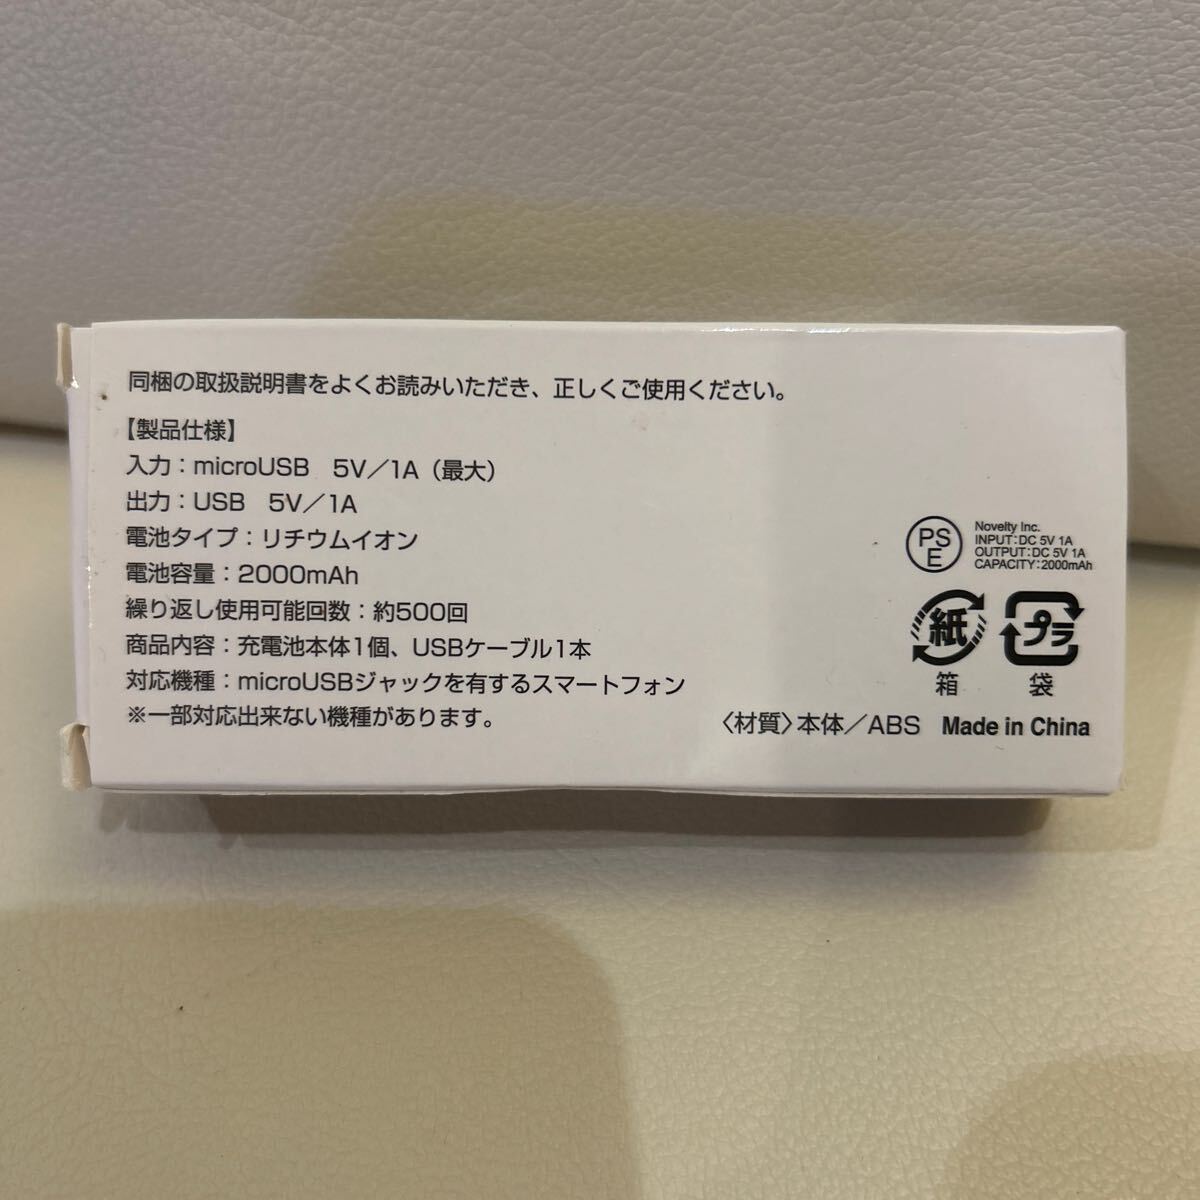 同梱の取扱説明書をよくお読みいただき、正しくご使用ください。
【製品仕様】
入力：microUSB　5V／1A（最大）
出力：USB　5V／1A
電池タイプ：リチウムイオン
電池容量：2000mAh
繰り返し使用可能回数：約500回
商品内容：充電池本体1個、USBケーブル1本
対応機種：microUSBジャックを有するスマートフォン
※一部対応出来ない機種があります。
PS
E
Novelty Inc.
INPUT:DC 5V 1A
OUTPUT:DC 5V 1A
CAPACITY:2000mAh
紙
プラ
箱
袋
〈材質〉本体／ABS　Made in China